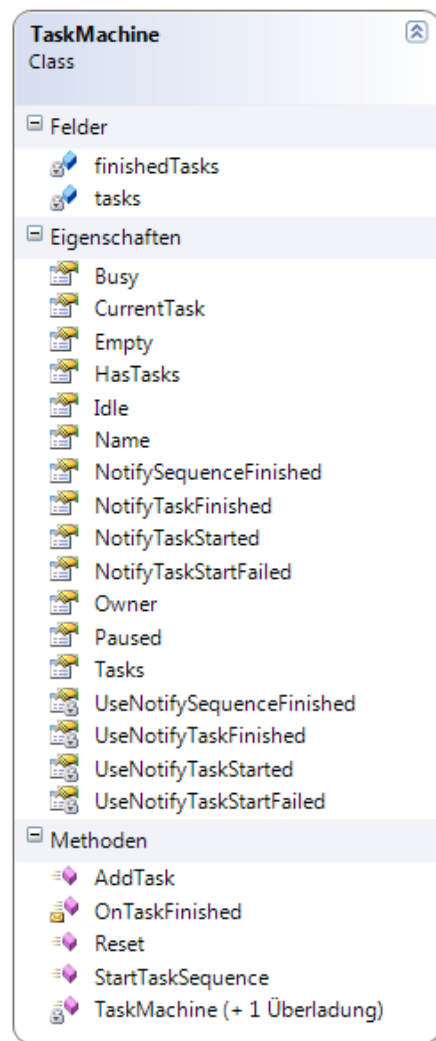 TaskMachine
Class
Felder
finishedTasks
tasks
Eigenschaften
Busy
CurrentTask
Empty
HasTasks
Idle
Name
NotifySequenceFinished
NotifyTaskFinished
NotifyTaskStarted
NotifyTaskStartFailed
Owner
Paused
Tasks
UseNotifySequenceFinished
UseNotifyTaskFinished
UseNotifyTaskStarted
UseNotifyTaskStartFailed
Methoden
AddTask
OnTaskFinished
Reset
StartTaskSequence
TaskMachine (+ 1 Überladung)